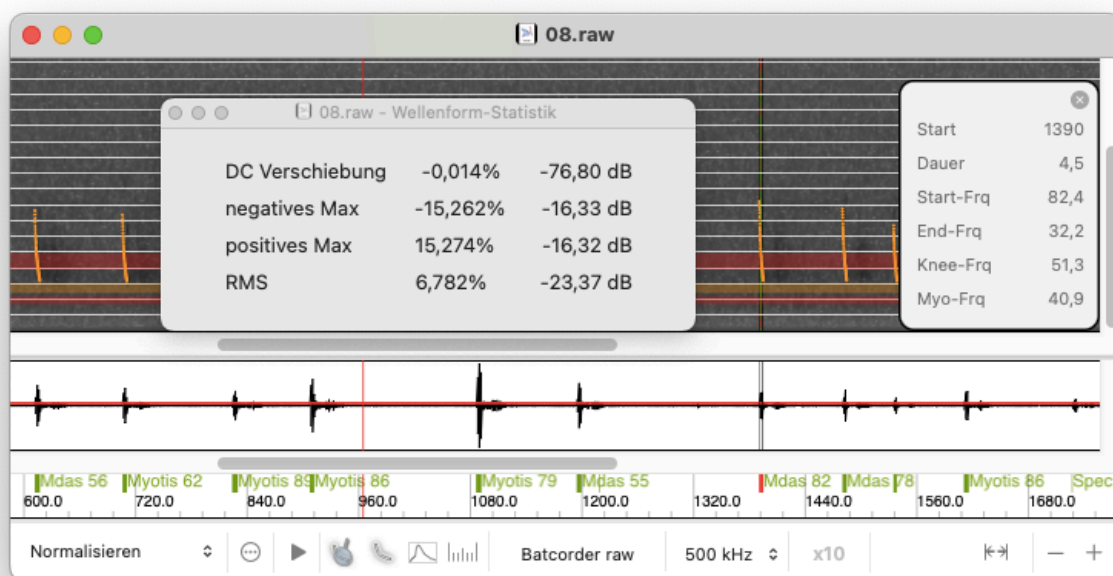 08.raw
08.raw - Wellenform-Statistik
DC Verschiebung -0,014% -76,80 dB
negatives Max -15,262% -16,33 dB
positives Max 15,274% -16,32 dB
RMS 6,782% -23,37 dB
Start 1390
Dauer 4,5
Start-Frq 82,4
End-Frq 32,2
Knee-Frq 51,3
Myo-Frq 40,9
Mdas 56 Myotis 62 Myotis 89 Myotis 86 Myotis 79 Mdas 55 Mdas 82 Mdas 78 Myotis 86 Spec
600.0 720.0 840.0 960.0 1080.0 1200.0 1320.0 1440.0 1560.0 1680.0
Normalisieren Batcorder raw 500 kHz x10